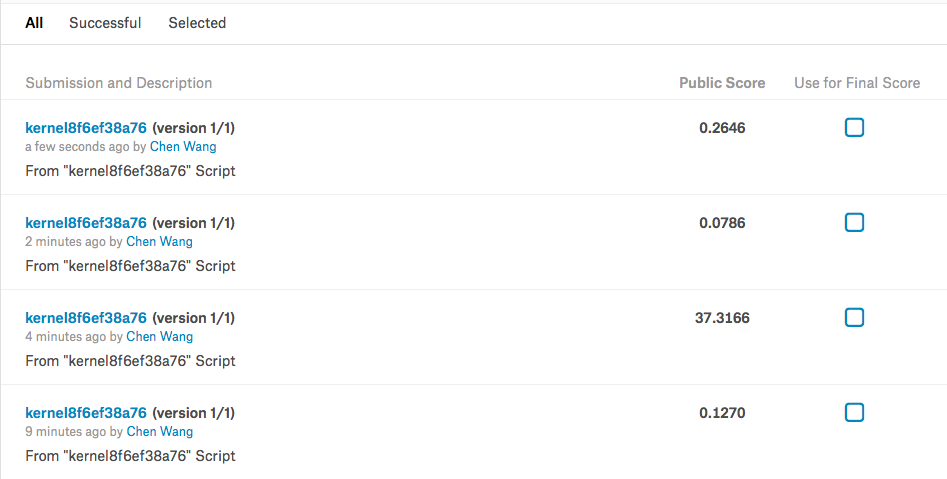 All Successful Selected
Submission and Description Public Score Use for Final Score
kernel8f6ef38a76 (version 1/1) 0.2646
a few seconds ago by Chen Wang
From "kernel8f6ef38a76" Script
kernel8f6ef38a76 (version 1/1) 0.0786
2 minutes ago by Chen Wang
From "kernel8f6ef38a76" Script
kernel8f6ef38a76 (version 1/1) 37.3166
4 minutes ago by Chen Wang
From "kernel8f6ef38a76" Script
kernel8f6ef38a76 (version 1/1) 0.1270
9 minutes ago by Chen Wang
From "kernel8f6ef38a76" Script